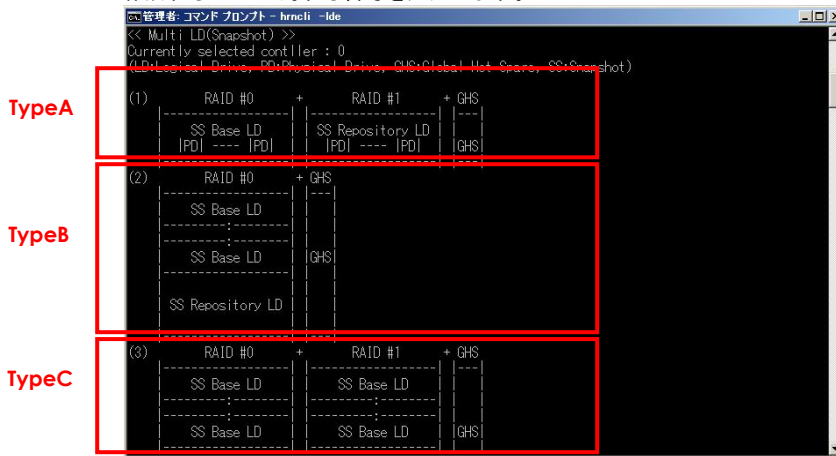 管理者: コマンド プロンプト - hrncli -lde
<< Multi LD(Snapshot) >>
Currently selected contller : 0
(LD:Logical Drive, PD:Physical Drive, GHS:Global Hot Spare, SS:Snapshot)
TypeA
(1) RAID #0 + RAID #1 + GHS
|-----------------| |-----------------| |---|
| SS Base LD | | SS Repository LD | | |
| |PD| ---- |PD| | | |PD| ---- |PD| | |GHS|
|-----------------| |-----------------| |---|
TypeB
(2) RAID #0 + GHS
|-----------------| |---|
| SS Base LD | | |
|--------:--------| | |
|--------:--------| | |
| SS Base LD | |GHS|
|-----------------| | |
| | | |
| SS Repository LD | | |
| | | |
|-----------------| |---|
TypeC
(3) RAID #0 + RAID #1 + GHS
|-----------------| |-----------------| |---|
| SS Base LD | | SS Base LD | | |
|--------:--------| |--------:--------| | |
|--------:--------| |--------:--------| | |
| SS Base LD | | SS Base LD | |GHS|
|-----------------| |-----------------| | |